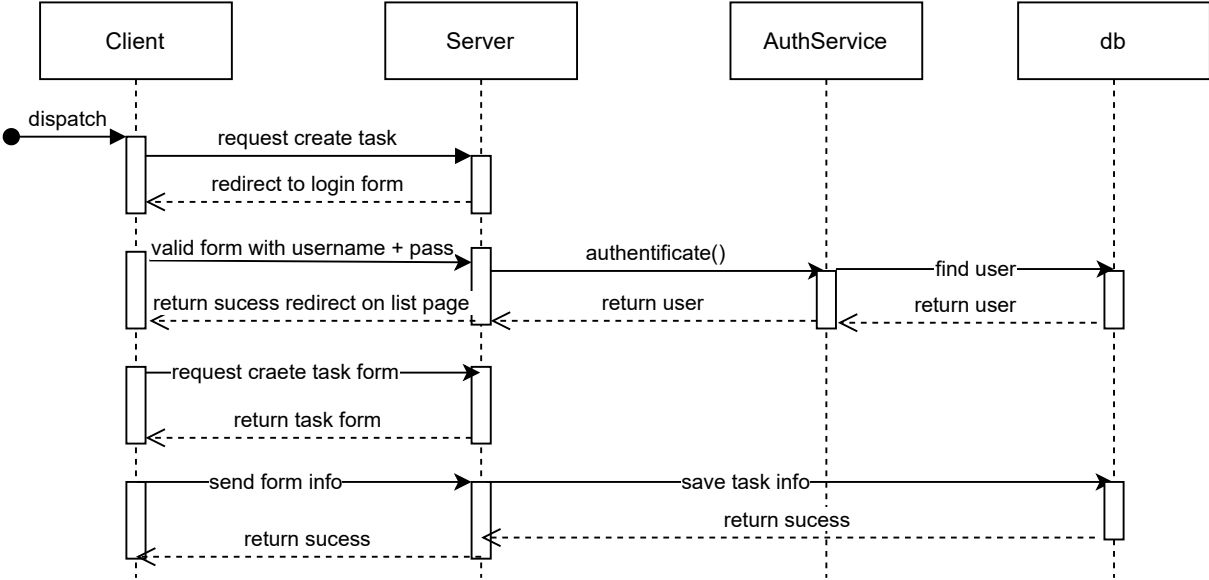 Client
Server
AuthService
db
dispatch
request create task
redirect to login form
valid form with username + pass
authentificate()
find user
return sucess redirect on list page
return user
return user
request craete task form
return task form
send form info
save task info
return sucess
return sucess